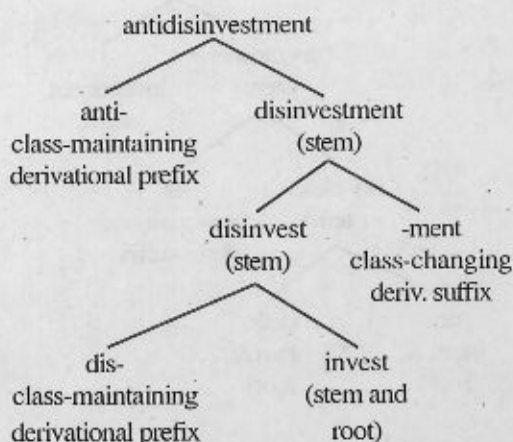 antidisinvestment
anti-
class-maintaining
derivational prefix
disinvestment
(stem)
disinvest
(stem)
-ment
class-changing
deriv. suffix
dis-
class-maintaining
derivational prefix
invest
(stem and
root)